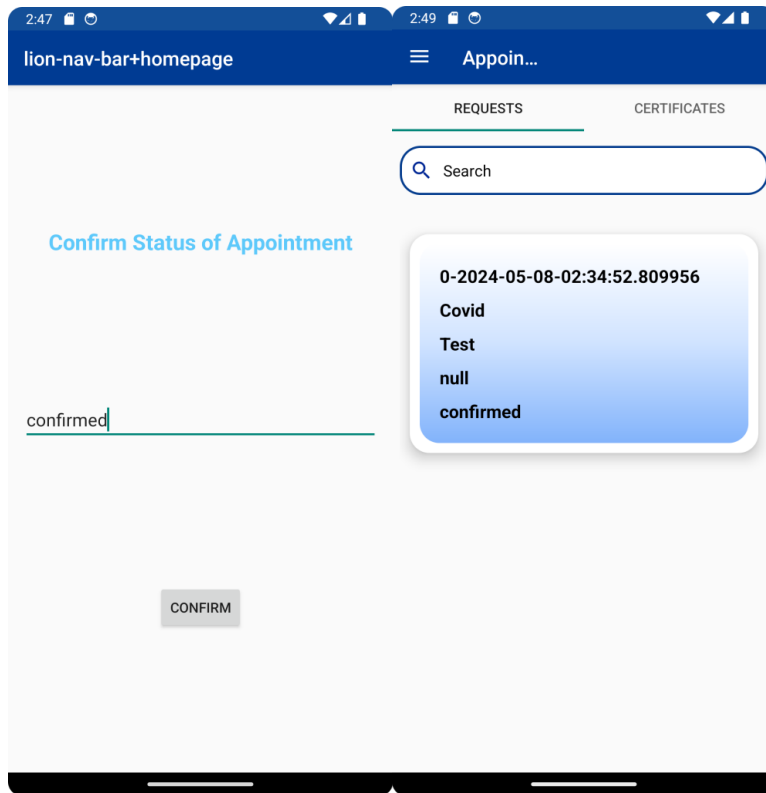 2:47
lion-nav-bar+homepage
Confirm Status of Appointment
confirmed
CONFIRM
2:49
Appoin...
REQUESTS CERTIFICATES
Search
0-2024-05-08-02:34:52.809956
Covid
Test
null
confirmed